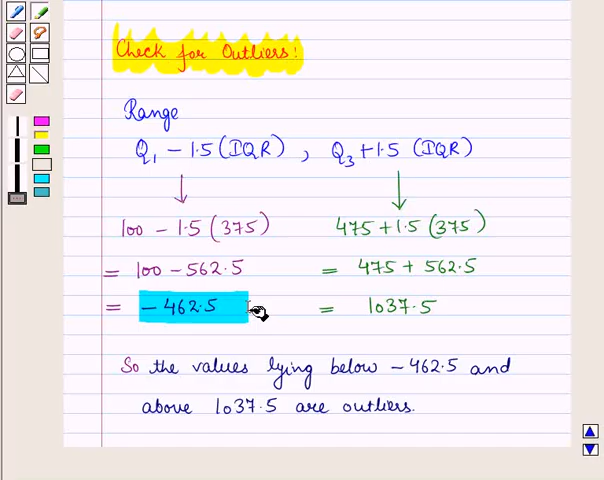 Check for Outliers!
Range
Q₁ - 1.5 (IQR) , Q₃ + 1.5 (IQR)
100 - 1.5 (375) 475 + 1.5 (375)
= 100 - 562.5 = 475 + 562.5
= - 462.5 = 1037.5
So the values lying below - 462.5 and
above 1037.5 are outliers.